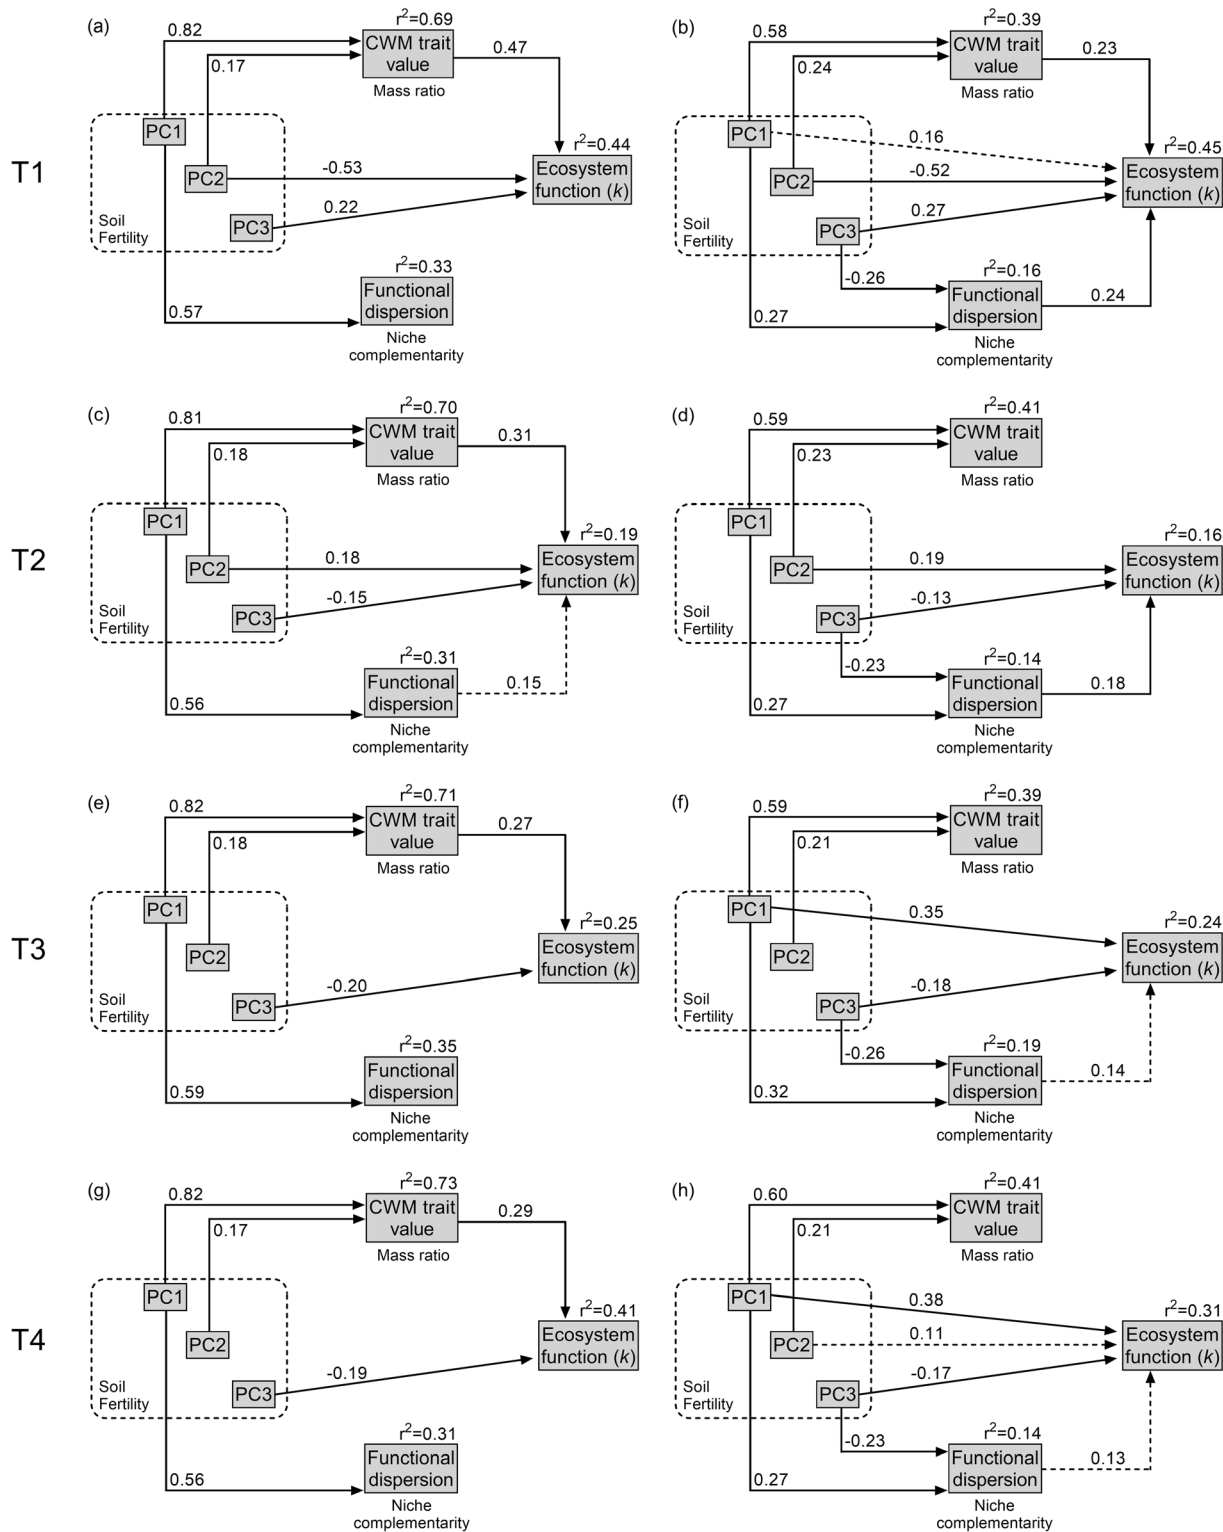 T1
(a)
r²=0.69
0.82
CWM trait
value
0.47
0.17
Mass ratio
PC1
r²=0.44
PC2
-0.53
Ecosystem
function (k)
0.22
Soil
Fertility
PC3
r²=0.33
Functional
dispersion
0.57
Niche
complementarity
(b)
r²=0.39
0.58
CWM trait
value
0.23
0.24
Mass ratio
PC1
0.16
r²=0.45
PC2
-0.52
Ecosystem
function (k)
0.27
Soil
Fertility
PC3
r²=0.16
-0.26
Functional
dispersion
0.24
0.27
Niche
complementarity
T2
(c)
r²=0.70
0.81
CWM trait
value
0.31
0.18
Mass ratio
PC1
r²=0.19
PC2
0.18
Ecosystem
function (k)
-0.15
Soil
Fertility
PC3
r²=0.31
Functional
dispersion
0.15
0.56
Niche
complementarity
(d)
r²=0.41
0.59
CWM trait
value
0.23
Mass ratio
PC1
r²=0.16
PC2
0.19
Ecosystem
function (k)
-0.13
Soil
Fertility
PC3
r²=0.14
-0.23
Functional
dispersion
0.18
0.27
Niche
complementarity
T3
(e)
r²=0.71
0.82
CWM trait
value
0.27
0.18
Mass ratio
PC1
r²=0.25
PC2
Ecosystem
function (k)
-0.20
Soil
Fertility
PC3
r²=0.35
Functional
dispersion
0.59
Niche
complementarity
(f)
r²=0.39
0.59
CWM trait
value
0.21
Mass ratio
PC1
0.35
r²=0.24
PC2
Ecosystem
function (k)
-0.18
Soil
Fertility
PC3
r²=0.19
-0.26
Functional
dispersion
0.14
0.32
Niche
complementarity
T4
(g)
r²=0.73
0.82
CWM trait
value
0.29
0.17
Mass ratio
PC1
r²=0.41
PC2
Ecosystem
function (k)
-0.19
Soil
Fertility
PC3
r²=0.31
Functional
dispersion
0.56
Niche
complementarity
(h)
r²=0.41
0.60
CWM trait
value
0.21
Mass ratio
PC1
0.38
r²=0.31
PC2
0.11
Ecosystem
function (k)
-0.17
Soil
Fertility
PC3
r²=0.14
-0.23
Functional
dispersion
0.13
0.27
Niche
complementarity